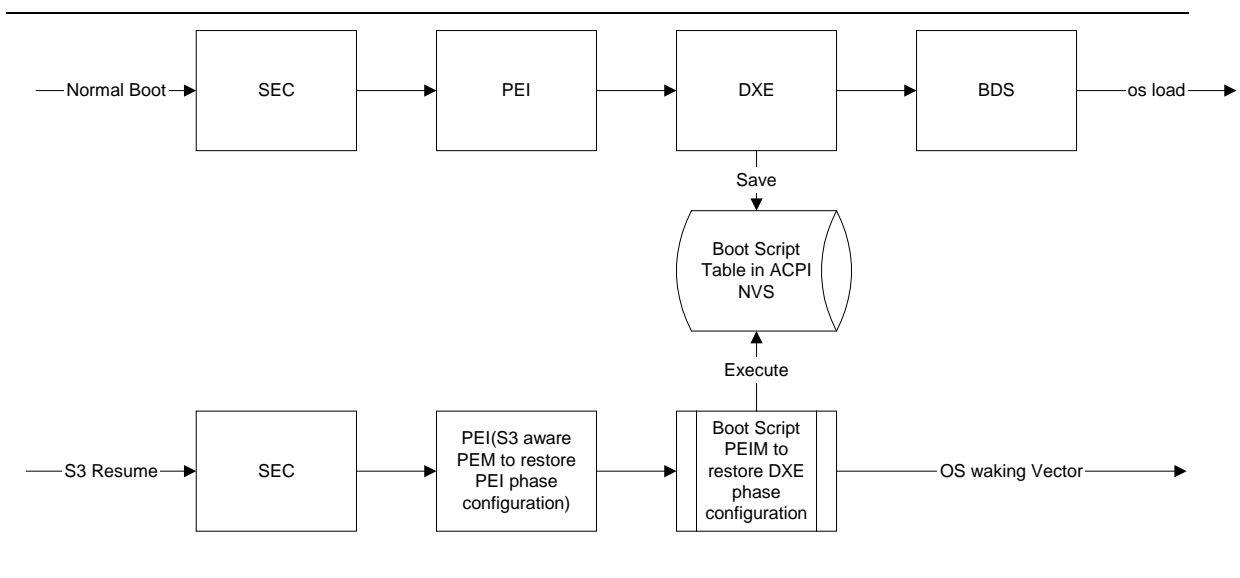 Normal Boot
SEC
PEI
DXE
BDS
os load
Save
Boot Script
Table in ACPI
NVS
Execute
S3 Resume
SEC
PEI(S3 aware
PEM to restore
PEI phase
configuration)
Boot Script
PEIM to
restore DXE
phase
configuration
OS waking Vector